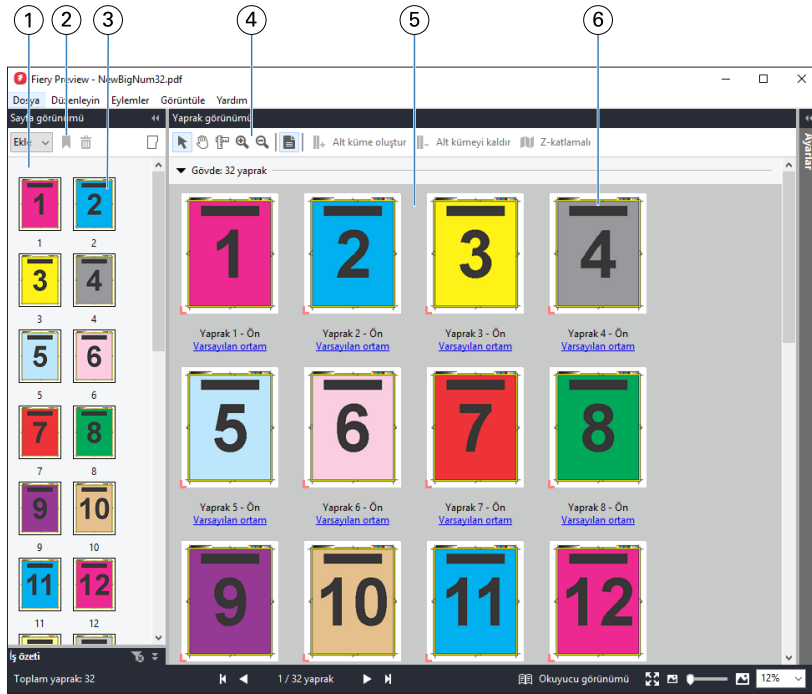 1 2 3 4 5 6
Fiery Preview - NewBigNum32.pdf
Dosya Düzenleyin Eylemler Görüntüle Yardım
Sayfa görünümü Yaprak görünümü
Ekle Alt küme oluştur Alt kümeyi kaldır Z-katlamalı
Ayarlar
Gövde: 32 yaprak
1 2
1 2
3 4
3 4
5 6
5 6
7 8
7 8
9 10
9 10
11 12
11 12
1 2 3 4
Yaprak 1 - Ön Yaprak 2 - Ön Yaprak 3 - Ön Yaprak 4 - Ön
Varsayılan ortam Varsayılan ortam Varsayılan ortam Varsayılan ortam
5 6 7 8
Yaprak 5 - Ön Yaprak 6 - Ön Yaprak 7 - Ön Yaprak 8 - Ön
Varsayılan ortam Varsayılan ortam Varsayılan ortam Varsayılan ortam
9 10 11 12
İş özeti
Toplam yaprak: 32 1 / 32 yaprak Okuyucu görünümü 12%